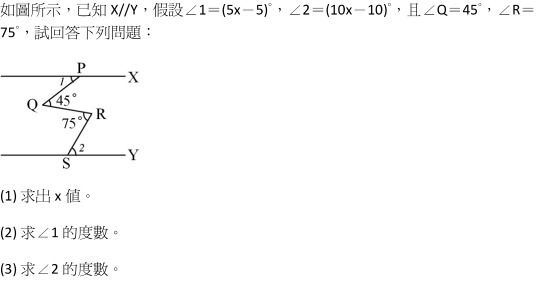 如圖所示，已知 X//Y，假設∠1＝(5x－5)°，∠2＝(10x－10)°，且∠Q＝45°，∠R＝
75°，試回答下列問題：
P
1
X
Q
45°
R
75°
2
S
Y
(1) 求出 x 值。
(2) 求∠1 的度數。
(3) 求∠2 的度數。